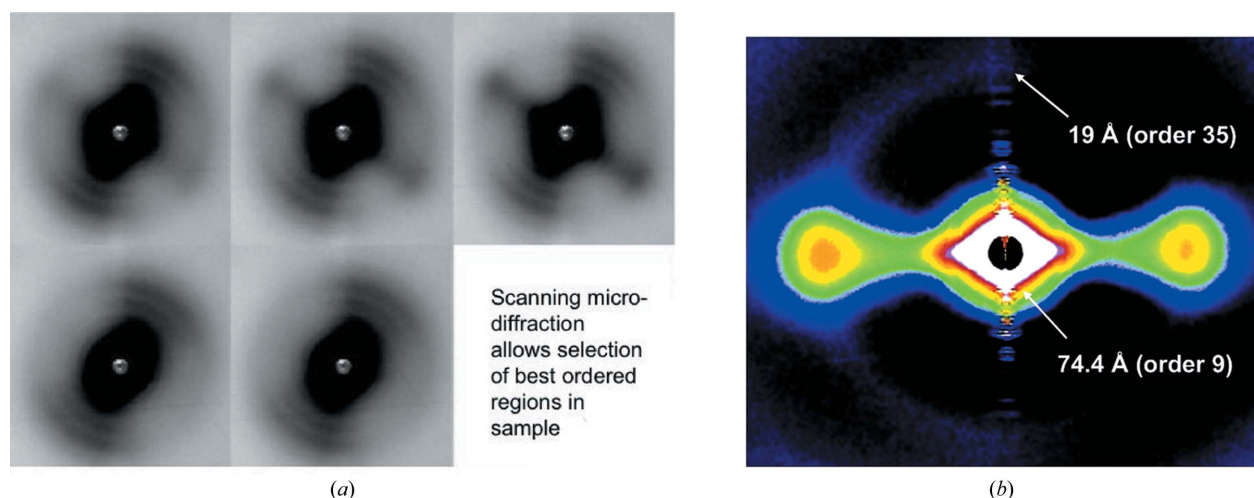 Scanning micro-
diffraction
allows selection
of best ordered
regions in
sample
19 Å (order 35)
74.4 Å (order 9)
(a)
(b)